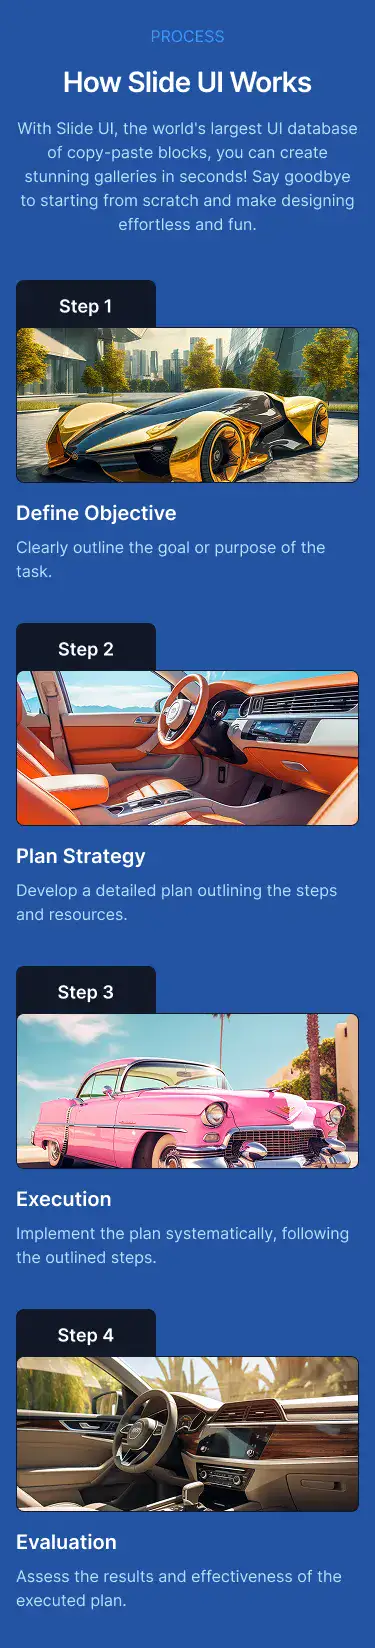 PROCESS
How Slide UI Works
With Slide UI, the world's largest UI database
of copy-paste blocks, you can create
stunning galleries in seconds! Say goodbye
to starting from scratch and make designing
effortless and fun.
Step 1
Define Objective
Clearly outline the goal or purpose of the
task.
Step 2
Plan Strategy
Develop a detailed plan outlining the steps
and resources.
Step 3
Execution
Implement the plan systematically, following
the outlined steps.
Step 4
Evaluation
Assess the results and effectiveness of the
executed plan.